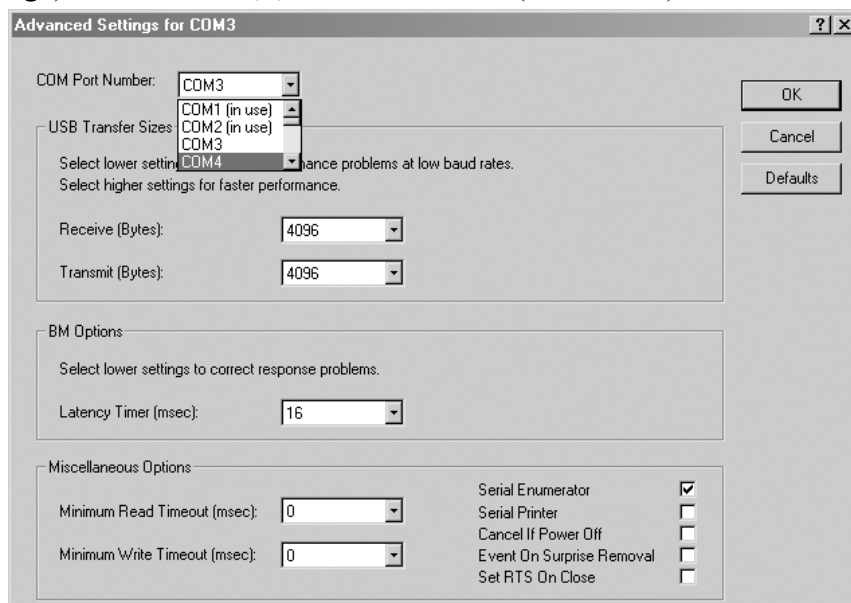 Advanced Settings for COM3
COM Port Number: COM3
COM1 (in use)
COM2 (in use)
COM3
COM4
OK
Cancel
Defaults
USB Transfer Sizes
Select lower mance problems at low baud rates.
Select higher settings for faster performance.
Receive (Bytes): 4096
Transmit (Bytes): 4096
BM Options
Select lower settings to correct response problems.
Latency Timer (msec): 16
Miscellaneous Options
Minimum Read Timeout (msec): 0
Minimum Write Timeout (msec): 0
Serial Enumerator
Serial Printer
Cancel If Power Off
Event On Surprise Removal
Set RTS On Close